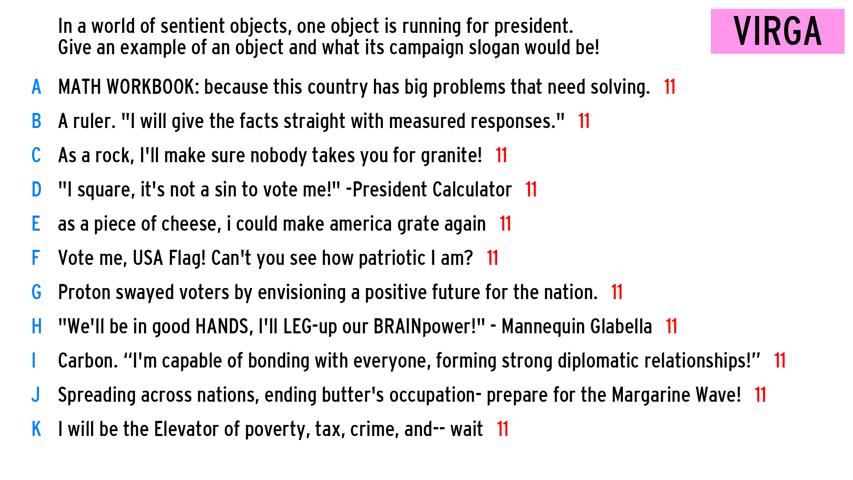 In a world of sentient objects, one object is running for president.
Give an example of an object and what its campaign slogan would be!
VIRGA
A MATH WORKBOOK: because this country has big problems that need solving. 11
B A ruler. "I will give the facts straight with measured responses." 11
C As a rock, I'll make sure nobody takes you for granite! 11
D "I square, it's not a sin to vote me!" -President Calculator 11
E as a piece of cheese, i could make america grate again 11
F Vote me, USA Flag! Can't you see how patriotic I am? 11
G Proton swayed voters by envisioning a positive future for the nation. 11
H "We'll be in good HANDS, I'll LEG-up our BRAINpower!" - Mannequin Glabella 11
I Carbon. “I'm capable of bonding with everyone, forming strong diplomatic relationships!” 11
J Spreading across nations, ending butter's occupation- prepare for the Margarine Wave! 11
K I will be the Elevator of poverty, tax, crime, and-- wait 11